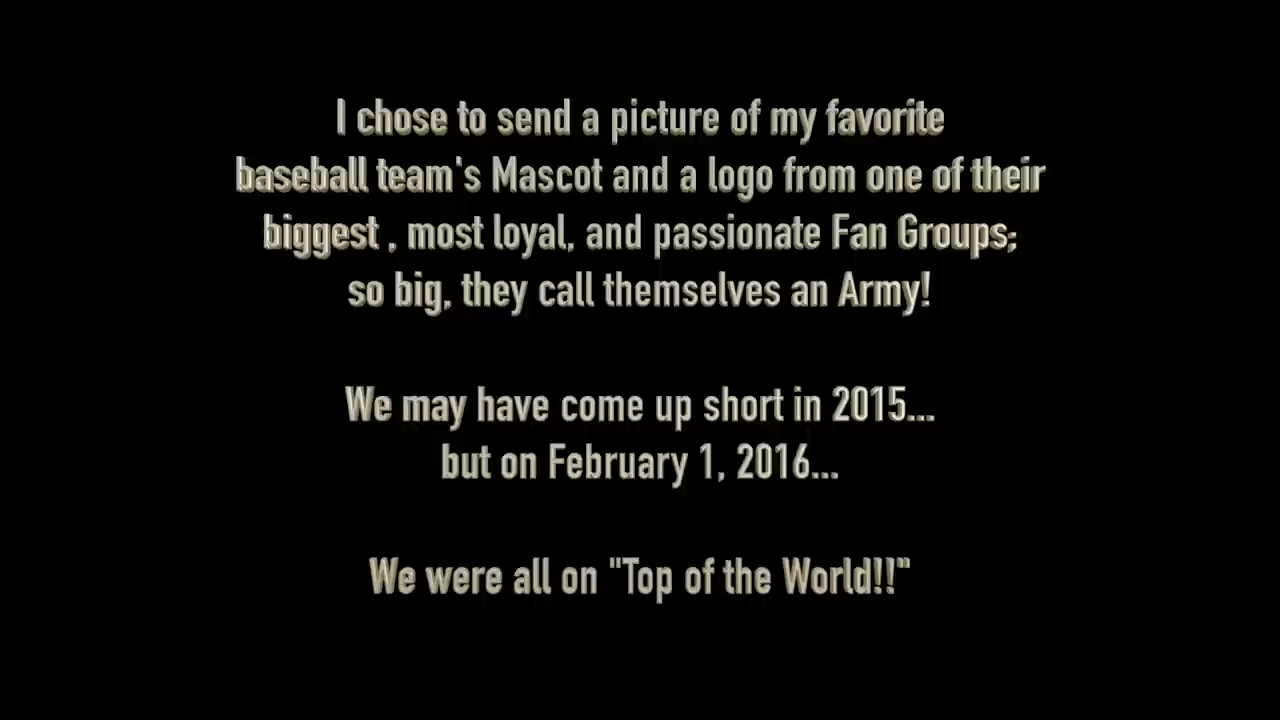 I chose to send a picture of my favorite
baseball team's Mascot and a logo from one of their
biggest , most loyal, and passionate Fan Groups;
so big, they call themselves an Army!
We may have come up short in 2015...
but on February 1, 2016...
We were all on "Top of the World!!"